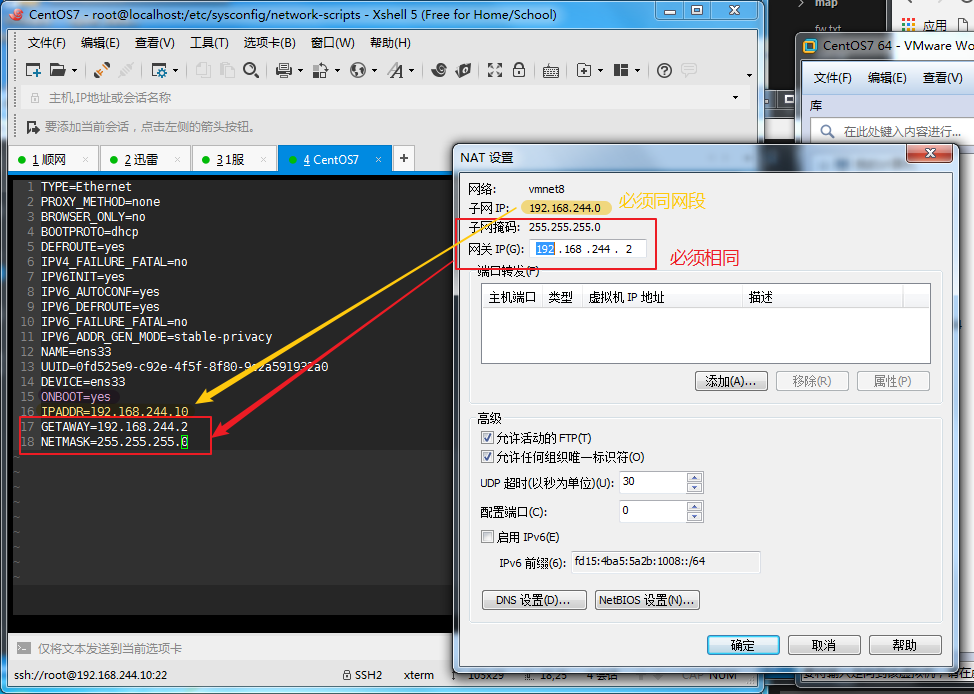 CentOS7 - root@localhost:/etc/sysconfig/network-scripts - Xshell 5 (Free for Home/School)
文件(F) 编辑(E) 查看(V) 工具(T) 选项卡(B) 窗口(W) 帮助(H)
主机,IP地址或会话名称
要添加当前会话，点击左侧的箭头按钮。
1 顺网 × 2 迅雷 × 3 1服 × 4 CentOS7 × +
1 TYPE=Ethernet
2 PROXY_METHOD=none
3 BROWSER_ONLY=no
4 BOOTPROTO=dhcp
5 DEFROUTE=yes
6 IPV4_FAILURE_FATAL=no
7 IPV6INIT=yes
8 IPV6_AUTOCONF=yes
9 IPV6_DEFROUTE=yes
10 IPV6_FAILURE_FATAL=no
11 IPV6_ADDR_GEN_MODE=stable-privacy
12 NAME=ens33
13 UUID=0fd525e9-c92e-4f5f-8f80-9c2a591932a0
14 DEVICE=ens33
15 ONBOOT=yes
16 IPADDR=192.168.244.10
17 GETAWAY=192.168.244.2
18 NETMASK=255.255.255.0
~
~
~
~
~
~
~
~
~
仅将文本发送到当前选项卡
ssh://root@192.168.244.10:22 SSH2 xterm 105x29 18,25 4 会话 CAP NUM
map
fw.txt
应用
CentOS7 64 - VMware Wo
文件(F) 编辑(E) 查看(V)
库
在此处键入内容进行...
NAT 设置
网络: vmnet8
子网 IP: 192.168.244.0 必须同网段
子网掩码: 255.255.255.0
网关 IP(G): 192 . 168 . 244 . 2
必须相同
端口转发(F)
主机端口 类型 虚拟机 IP 地址 描述
添加(A)... 移除(R) 属性(P)
高级
允许活动的 FTP(T)
允许任何组织唯一标识符(O)
UDP 超时(以秒为单位)(U): 30
配置端口(C): 0
启用 IPv6(E)
IPv6 前缀(6): fd15:4ba5:5a2b:1008::/64
DNS 设置(D)... NetBIOS 设置(N)...
确定 取消 帮助